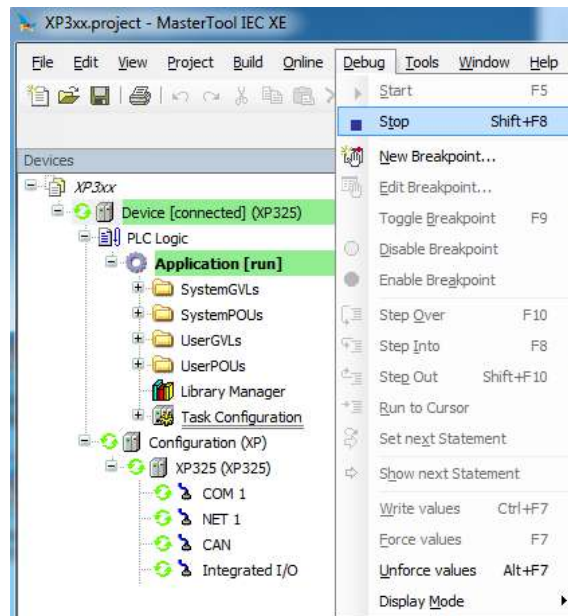 XP3xx.project - MasterTool IEC XE
File Edit View Project Build Online Debug Tools Window Help
Devices
XP3xx
Device [connected] (XP325)
PLC Logic
Application [run]
SystemGVLs
SystemPOUs
UserGVLs
UserPOUs
Library Manager
Task Configuration
Configuration (XP)
XP325 (XP325)
COM 1
NET 1
CAN
Integrated I/O
Start F5
Stop Shift+F8
New Breakpoint...
Edit Breakpoint...
Toggle Breakpoint F9
Disable Breakpoint
Enable Breakpoint
Step Over F10
Step Into F8
Step Out Shift+F10
Run to Cursor
Set next Statement
Show next Statement
Write values Ctrl+F7
Force values F7
Unforce values Alt+F7
Display Mode